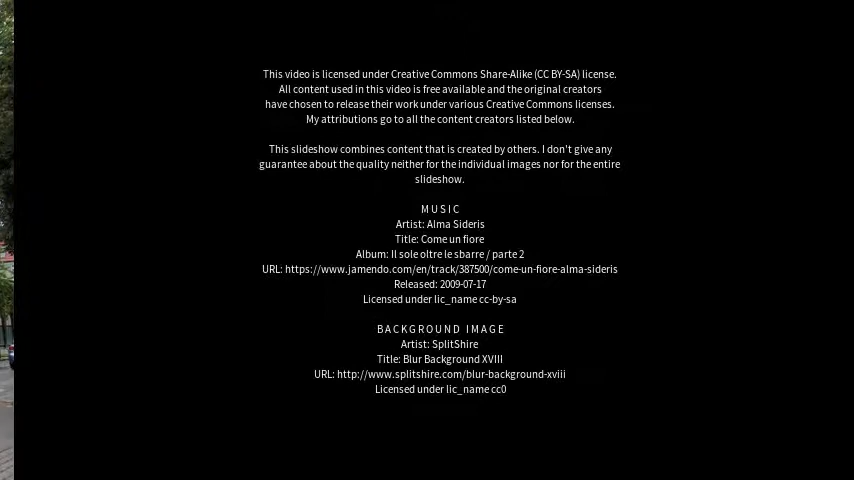 This video is licensed under Creative Commons Share-Alike (CC BY-SA) license.
All content used in this video is free available and the original creators
have chosen to release their work under various Creative Commons licenses.
My attributions go to all the content creators listed below.
This slideshow combines content that is created by others. I don't give any
guarantee about the quality neither for the individual images nor for the entire
slideshow.
MUSIC
Artist: Alma Sideris
Title: Come un fiore
Album: Il sole oltre le sbarre / parte 2
URL: https://www.jamendo.com/en/track/387500/come-un-fiore-alma-sideris
Released: 2009-07-17
Licensed under lic_name cc-by-sa
BACKGROUND IMAGE
Artist: SplitShire
Title: Blur Background XVIII
URL: http://www.splitshire.com/blur-background-xviii
Licensed under lic_name cc0